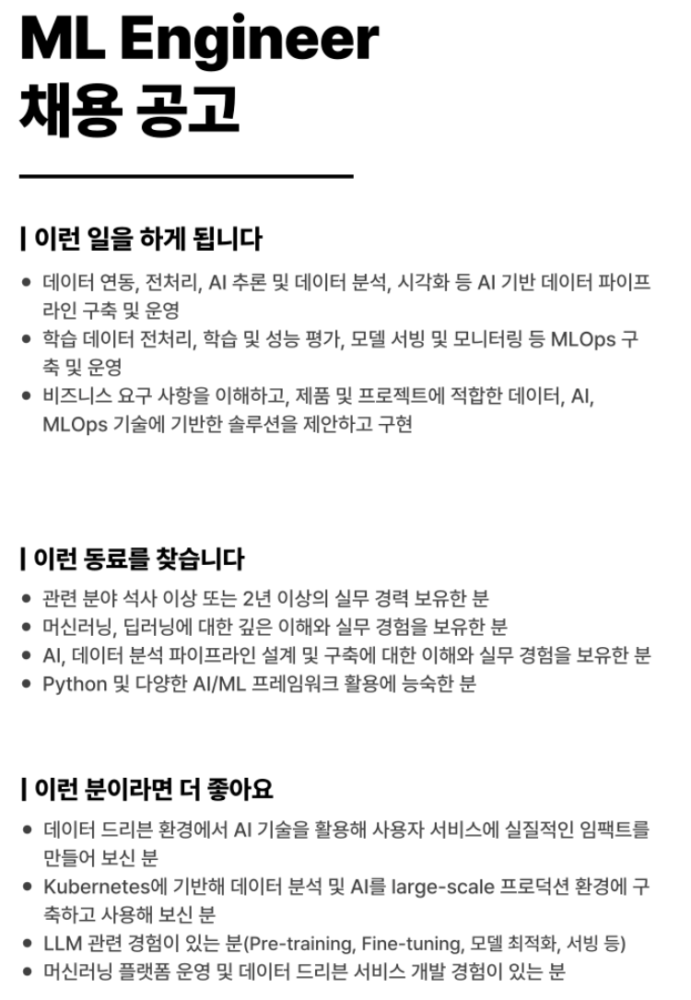 ML Engineer
채용 공고
| 이런 일을 하게 됩니다
● 데이터 연동, 전처리, AI 추론 및 데이터 분석, 시각화 등 AI 기반 데이터 파이프
라인 구축 및 운영
● 학습 데이터 전처리, 학습 및 성능 평가, 모델 서빙 및 모니터링 등 MLOps 구
축 및 운영
● 비즈니스 요구 사항을 이해하고, 제품 및 프로젝트에 적합한 데이터, AI,
MLOps 기술에 기반한 솔루션을 제안하고 구현
| 이런 동료를 찾습니다
● 관련 분야 석사 이상 또는 2년 이상의 실무 경력 보유한 분
● 머신러닝, 딥러닝에 대한 깊은 이해와 실무 경험을 보유한 분
● AI, 데이터 분석 파이프라인 설계 및 구축에 대한 이해와 실무 경험을 보유한 분
● Python 및 다양한 AI/ML 프레임워크 활용에 능숙한 분
| 이런 분이라면 더 좋아요
● 데이터 드리븐 환경에서 AI 기술을 활용해 사용자 서비스에 실질적인 임팩트를
만들어 보신 분
● Kubernetes에 기반해 데이터 분석 및 AI를 large-scale 프로덕션 환경에 구
축하고 사용해 보신 분
● LLM 관련 경험이 있는 분(Pre-training, Fine-tuning, 모델 최적화, 서빙 등)
● 머신러닝 플랫폼 운영 및 데이터 드리븐 서비스 개발 경험이 있는 분